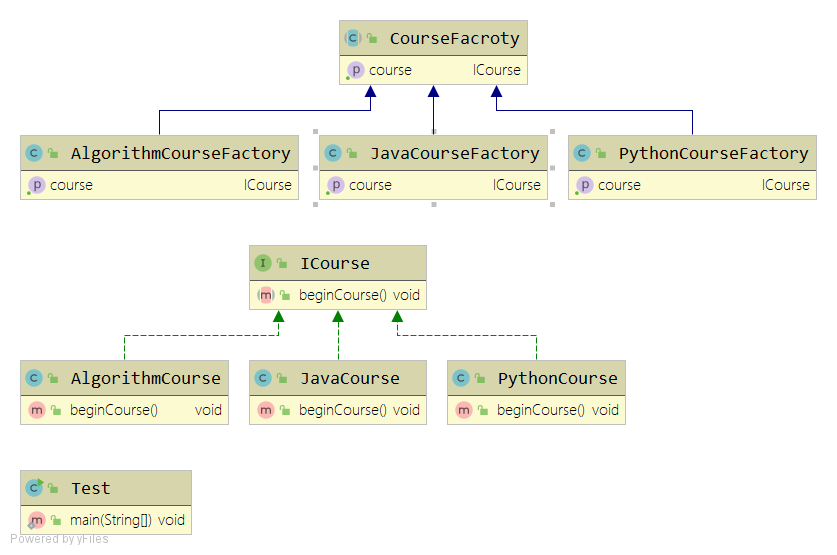 CourseFacroty
course ICourse
AlgorithmCourseFactory JavaCourseFactory PythonCourseFactory
course ICourse course ICourse course ICourse
ICourse
beginCourse() void
AlgorithmCourse JavaCourse PythonCourse
beginCourse() void beginCourse() void beginCourse() void
Test
main(String[]) void
Powered by yFiles